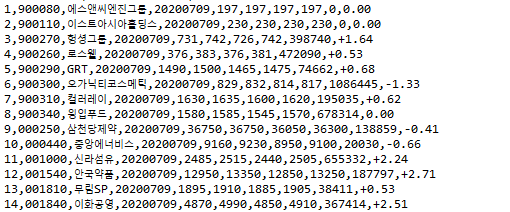 1,900080,에스앤씨엔진그룹,20200709,197,197,197,197,0,0.00
2,900110,이스트아시아홀딩스,20200709,230,230,230,230,0,0.00
3,900270,헝셩그룹,20200709,731,742,726,742,398740,+1.64
4,900260,로스웰,20200709,376,383,376,381,472090,+0.53
5,900290,GRT,20200709,1490,1500,1465,1475,74662,+0.68
6,900300,오가닉티코스메틱,20200709,829,832,814,817,1086445,-1.33
7,900310,컬러레이,20200709,1630,1635,1600,1620,195035,+0.62
8,900340,윙입푸드,20200709,1580,1585,1545,1570,678314,0.00
9,000250,삼천당제약,20200709,36750,36750,36050,36300,138859,-0.41
10,000440,중앙에너비스,20200709,9160,9230,8950,9100,20030,-0.66
11,001000,신라섬유,20200709,2485,2515,2440,2505,655332,+2.24
12,001540,안국약품,20200709,12950,13350,12850,13250,187797,+2.71
13,001810,무림SP,20200709,1895,1910,1885,1905,38411,+0.53
14,001840,이화공영,20200709,4870,4990,4850,4910,367414,+2.51